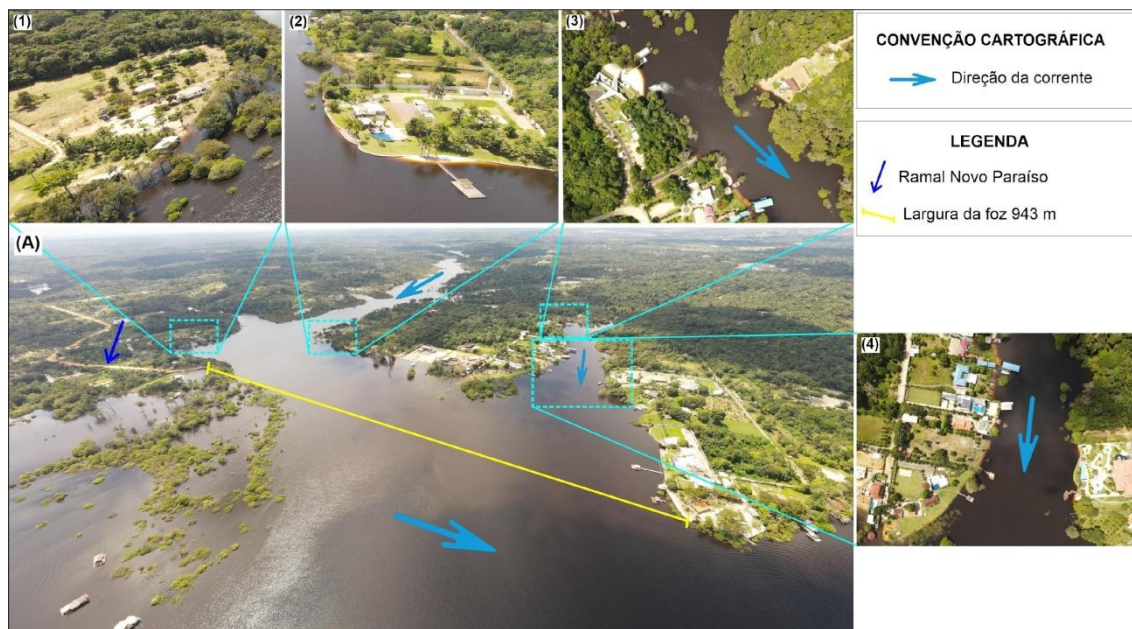 (1)
(2)
(3)
CONVENÇÃO CARTOGRÁFICA
Direção da corrente
LEGENDA
Ramal Novo Paraíso
Largura da foz 943 m
(A)
(4)